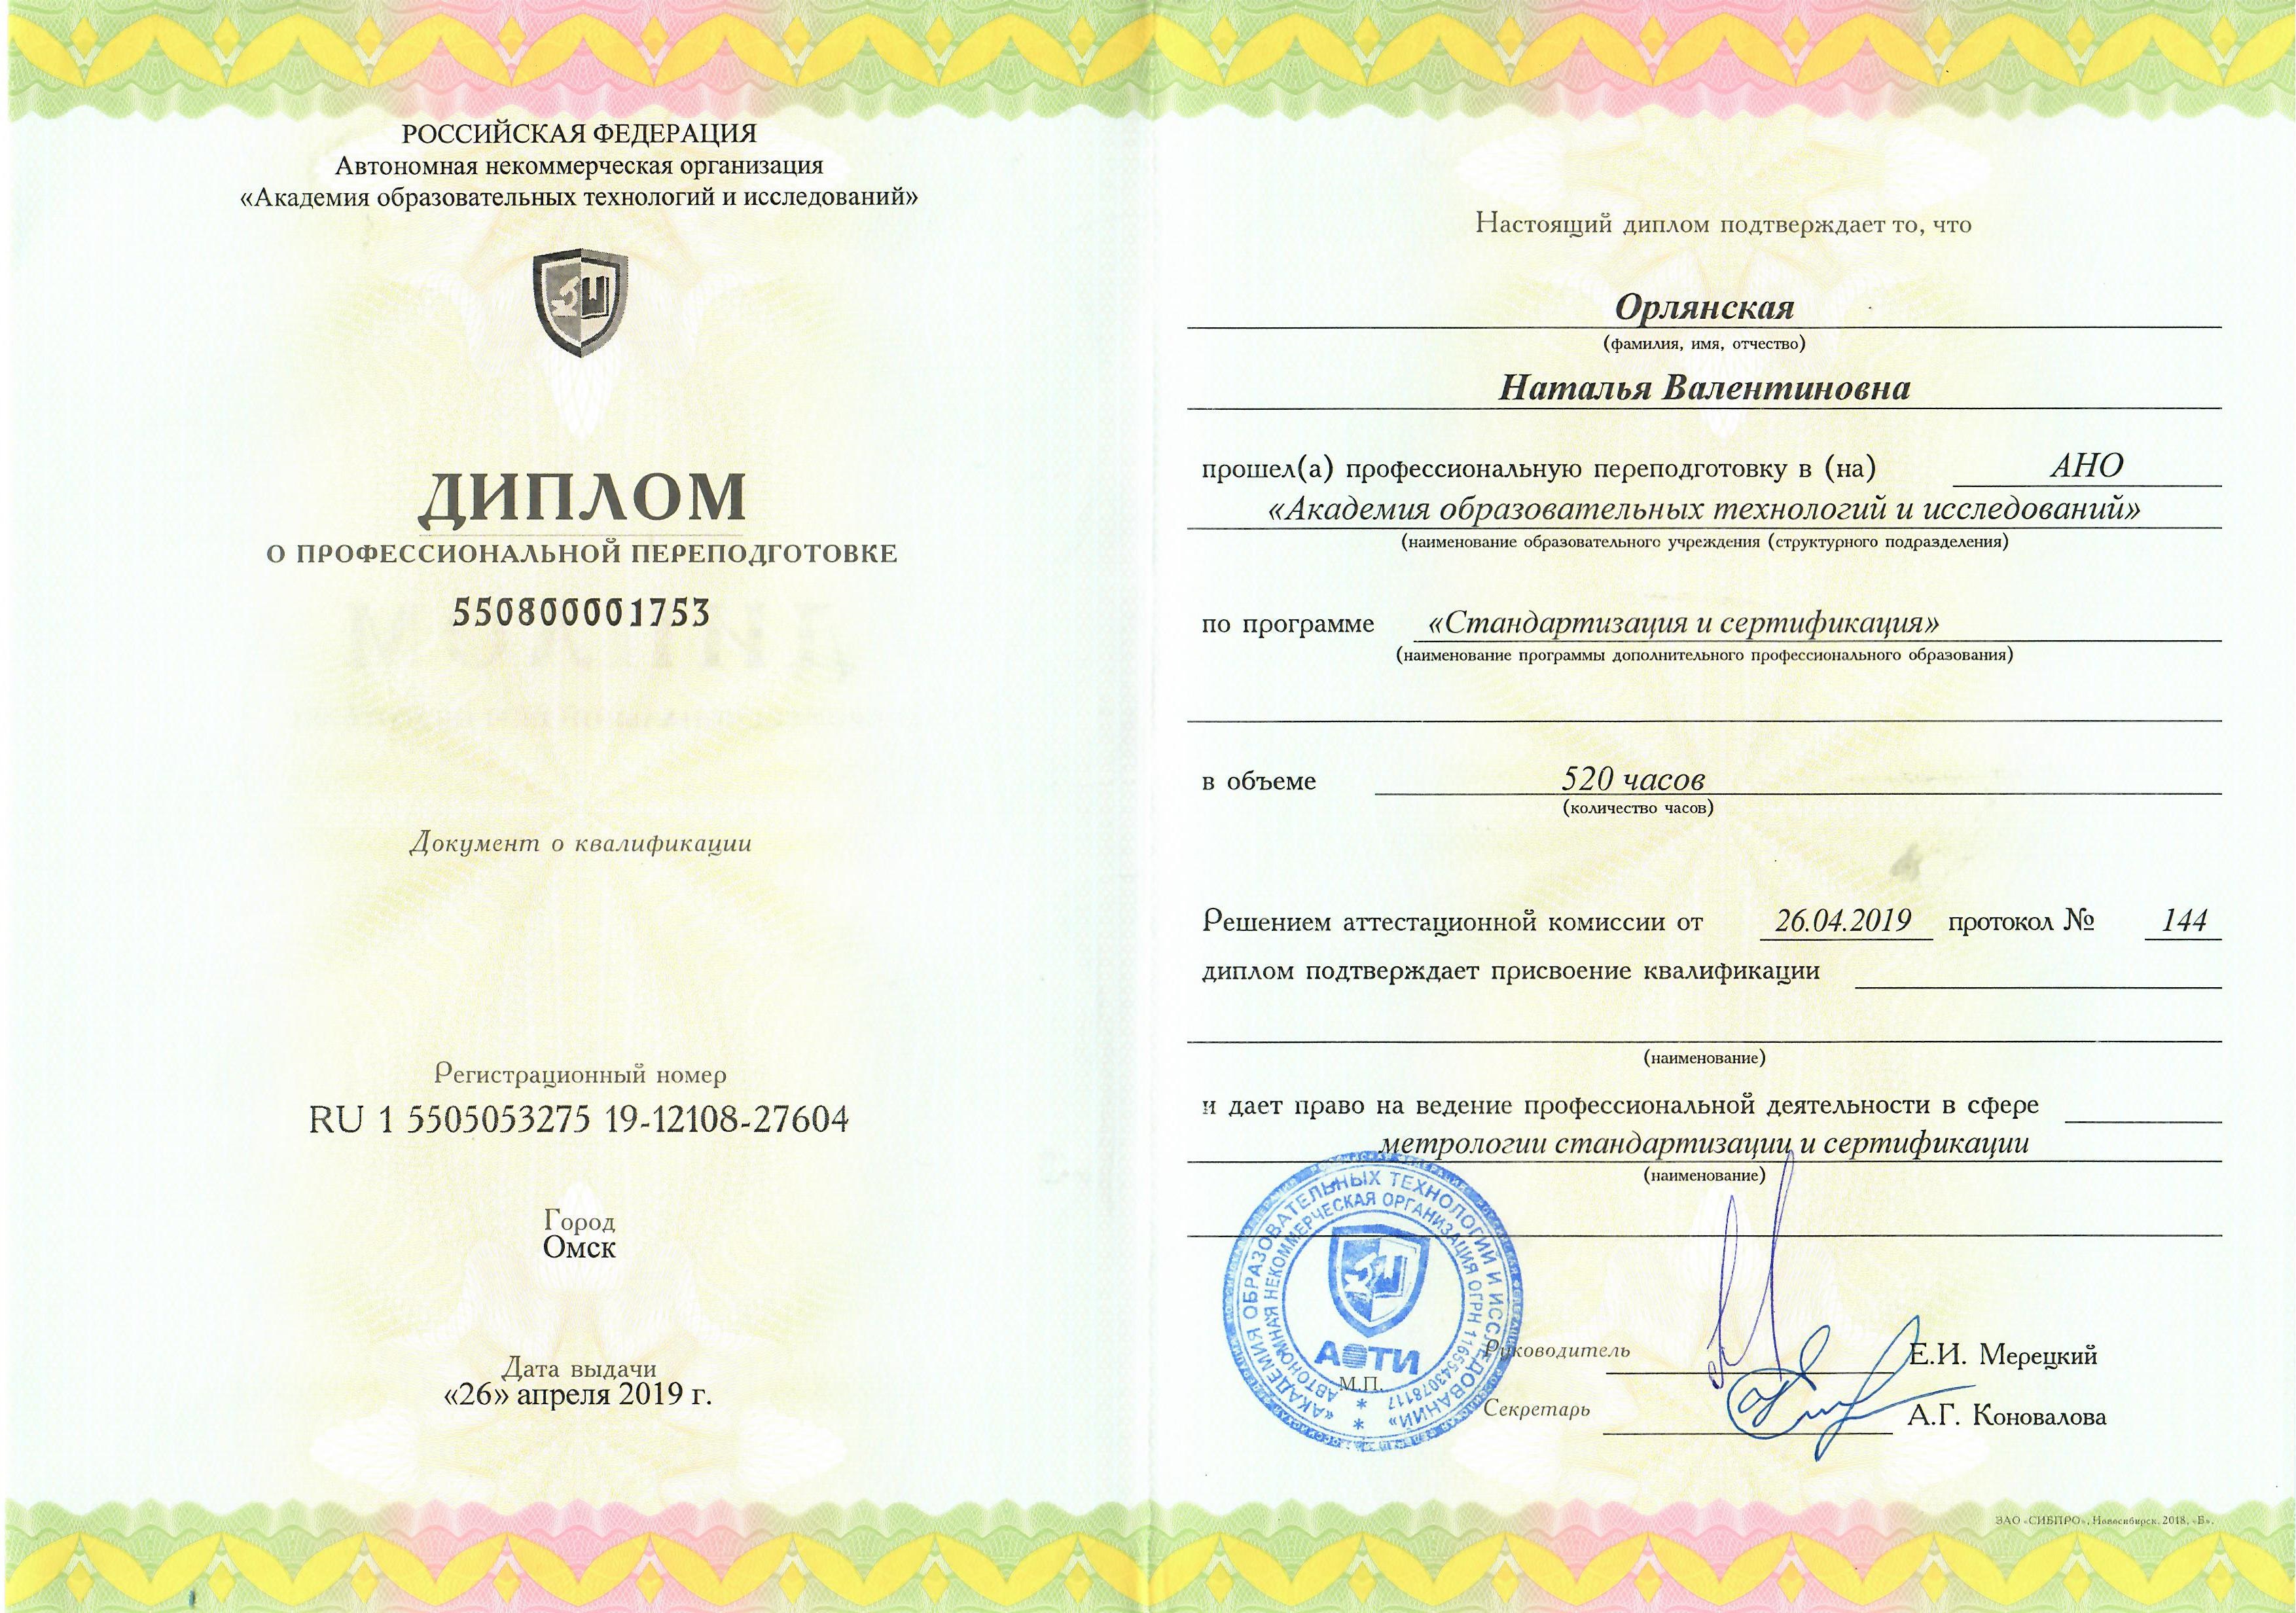 РОССИЙСКАЯ ФЕДЕРАЦИЯ
Автономная некоммерческая организация
«Академия образовательных технологий и исследований»
ДИПЛОМ
О ПРОФЕССИОНАЛЬНОЙ ПЕРЕПОДГОТОВКЕ
550800001753
Документ о квалификации
Регистрационный номер
RU 1 5505053275 19-12108-27604
Город
Омск
Дата выдачи
«26» апреля 2019 г.
Настоящий диплом подтверждает то, что
Орлянская
(фамилия, имя, отчество)
Наталья Валентиновна
прошел(а) профессиональную переподготовку в (на) АНО
«Академия образовательных технологий и исследований»
(наименование образовательного учреждения (структурного подразделения)
по программе «Стандартизация и сертификация»
(наименование программы дополнительного профессионального образования)
в объеме 520 часов
(количество часов)
Решением аттестационной комиссии от 26.04.2019 протокол № 144
диплом подтверждает присвоение квалификации
(наименование)
и дает право на ведение профессиональной деятельности в сфере
метрологии стандартизации и сертификации
(наименование)
«АКАДЕМИЯ ОБРАЗОВАТЕЛЬНЫХ ТЕХНОЛОГИЙ И ИССЛЕДОВАНИЙ»
АВТОНОМНАЯ НЕКОММЕРЧЕСКАЯ ОРГАНИЗАЦИЯ ОГРН 1165543078117
АОТИ
М.П.
Руководитель Е.И. Мерецкий
Секретарь А.Г. Коновалова
ЗАО «СИБПРО», Новосибирск, 2018, «Б».